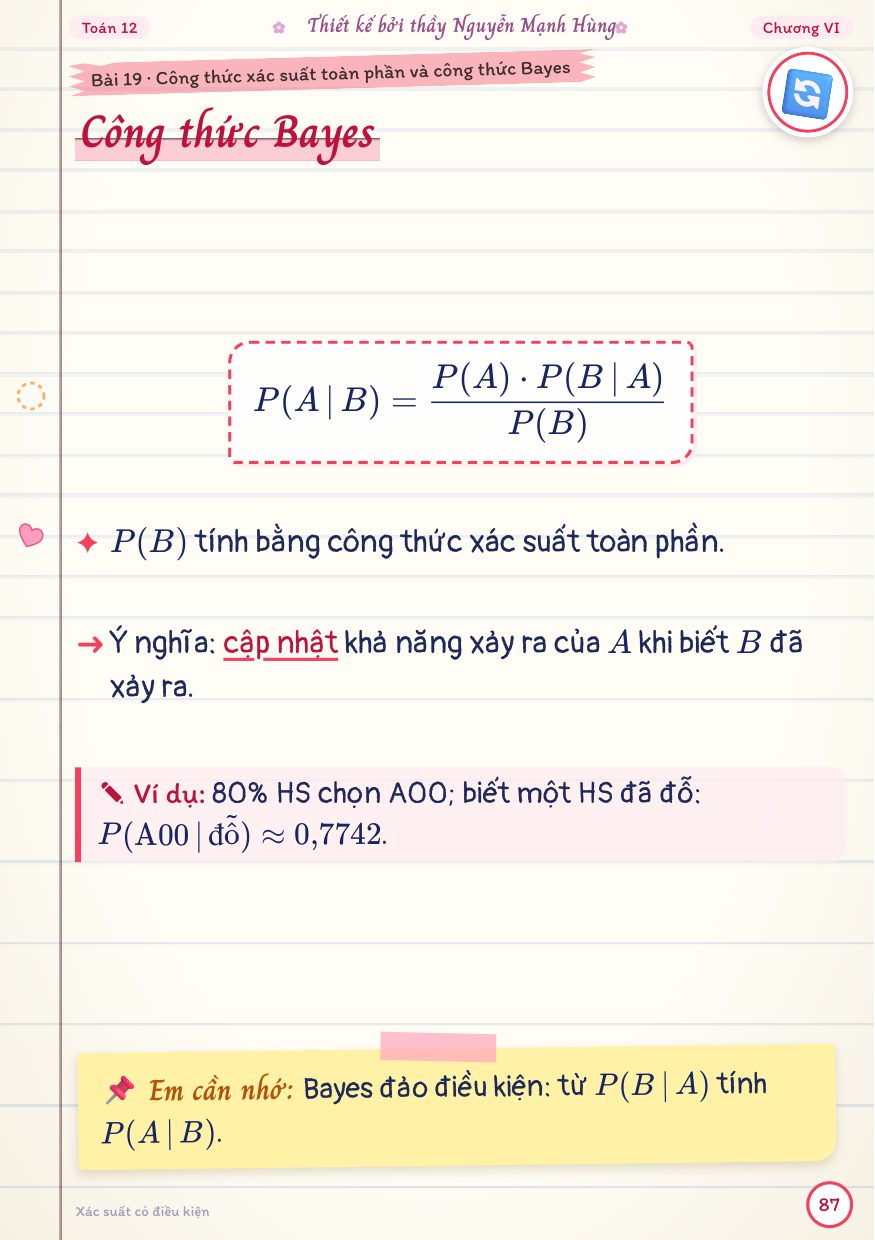 Toán 12
Thiết kế bởi thầy Nguyễn Mạnh Hùng
Chương VI
Bài 19 · Công thức xác suất toàn phần và công thức Bayes
Công thức Bayes
P(A | B) = P(A) · P(B | A) / P(B)
P(B) tính bằng công thức xác suất toàn phần.
→ Ý nghĩa: cập nhật khả năng xảy ra của A khi biết B đã
xảy ra.
Ví dụ: 80% HS chọn A00; biết một HS đã đỗ:
P(A00 | đỗ) ≈ 0,7742.
Em cần nhớ: Bayes đảo điều kiện: từ P(B | A) tính
P(A | B).
Xác suất có điều kiện
87